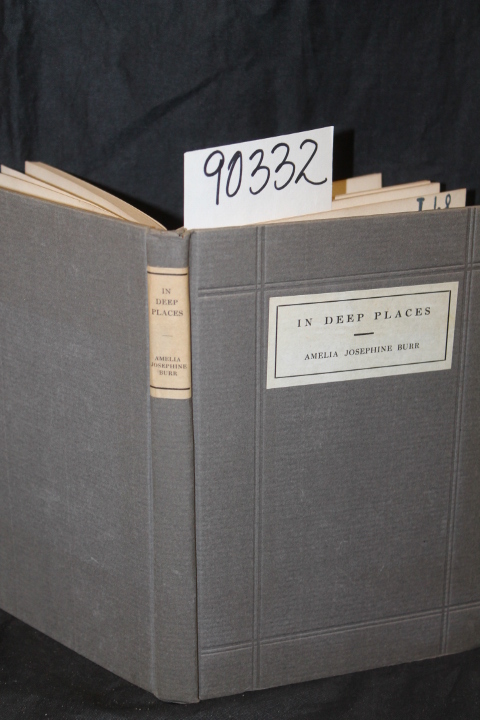 90332
IN
DEEP
PLACES
AMELIA
JOSEPHINE
BURR
IN DEEP PLACES
AMELIA JOSEPHINE BURR